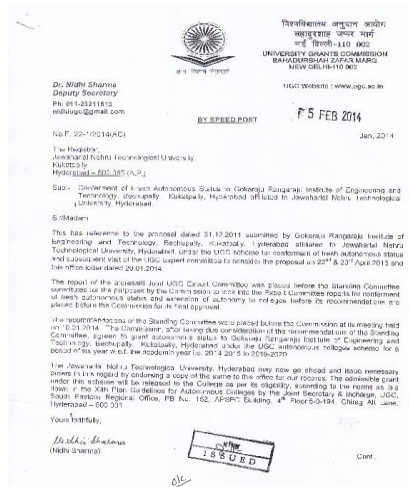 विश्वविद्यालय अनुदान आयोग
बहादुरशाह जफर मार्ग
नई दिल्ली-110 002
UNIVERSITY GRANTS COMMISSION
BAHADURSHAH ZAFAR MARG
NEW DELHI-110 002
Dr. Nidhi Sharma
Deputy Secretary
UGC Website : www.ugc.ac.in
Ph: 011-23211513
nidhiugc@gmail.com
BY SPEED POST
5 FEB 2014
No.F. 22-1/2014(AC)
Jan, 2014
The Registrar,
Jawaharlal Nehru Technological University
Kukatpally
Hyderabad – 500 085 (A.P.)
Sub:- Conferment of Fresh Autonomous Status to Gokaraju Rangaraju Institute of Engineering
and Technology, Bachupally, Kukatpally, Hyderabad affiliated to Jawaharlal Nehru Technological
University, Hyderabad.
Sir/Madam
This has reference to the proposal dated 31.12.2011 submitted by Gokaraju Rangaraju Institute of
Engineering and Technology, Bachupally, Kukatpally, Hyderabad affiliated to Jawaharlal Nehru
Technological University, Hyderabad, under the UGC scheme for conferment of fresh autonomous status
and subsequent visit of the UGC Expert committee to consider the proposal on 22nd & 23rd April 2013 and
this office letter dated 20.01.2014.
The report of the aforesaid Joint UGC Expert Committee was placed before the Standing Committee
constituted for the purposes by the Commission to look into the Expert Committee reports for conferment
of fresh autonomous status and extension of autonomy to colleges before its recommendations are
placed before the Commission for its final approval.
The recommendations of the Standing Committee were placed before the Commission at its meeting held
on 10.01.2014. The Commission, after taking due consideration of the recommendations of the Standing
Committee, agreed to grant autonomous status to Gokaraju Rangaraju Institute of Engineering and
Technology, Bachupally, Kukatpally, Hyderabad under the UGC autonomous colleges scheme for a
period of six year w.e.f. the academic year i.e. 2014-2015 to 2019-2020.
The Jawaharlal Nehru Technological University, Hyderabad may now go ahead and issue necessary
orders in this regard by endorsing a copy of the same to this office for our records. The admissible grant
under this scheme will be released to the College as per its eligibility, according to the norms as laid
down in the XIIth Plan Guidelines for Autonomous Colleges by the Joint Secretary & Incharge, UGC,
South Eastern Regional Office, PB No. 152, APSFC Building, 4th Floor 5-9-194, Chirag Ali Lane,
Hyderabad – 500 001
Yours faithfully,
Nidhi Sharma
(Nidhi Sharma)
ISSUED
Cont..